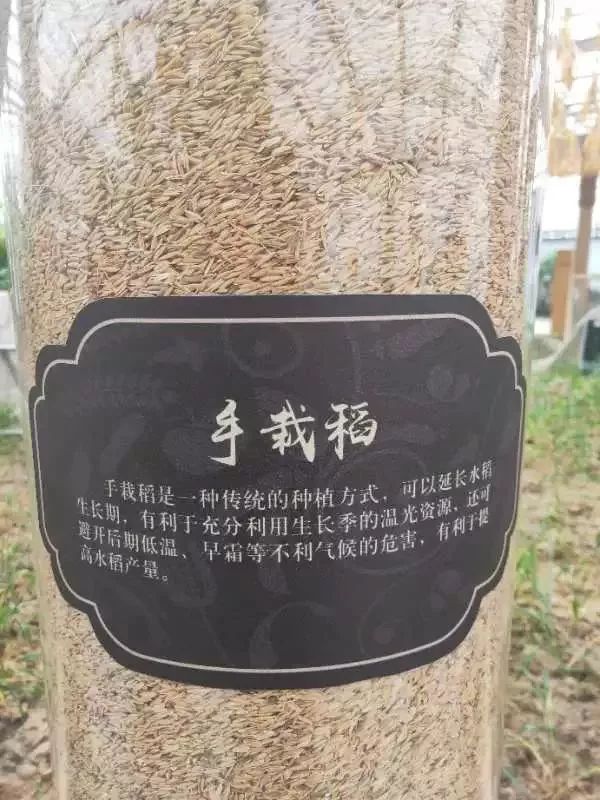 手栽稻
手栽稻是一种传统的种植方式,可以延长水稻
生长期,有利于充分利用生长季的温光资源、还可
避开后期低温、早霜等不利气候的危害,有利于提
高水稻产量。